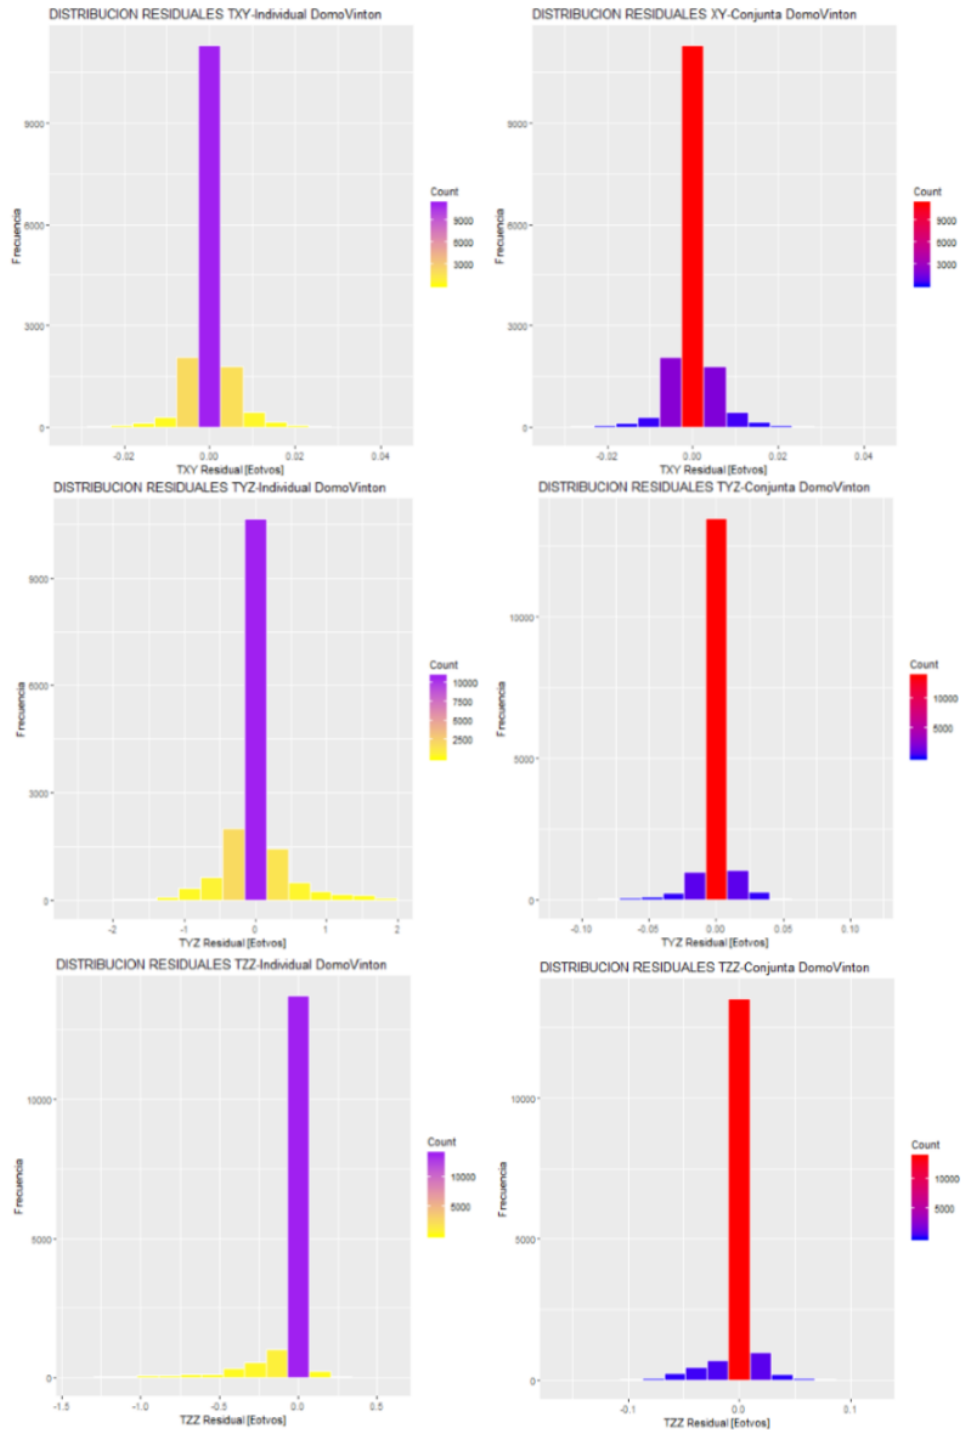 DISTRIBUCION RESIDUALES TXY-Individual DomoVinton
Frecuencia
9000
6000
3000
0
-0.02
0.00
0.02
0.04
TXY Residual [Eotvos]
Count
9000
6000
3000
DISTRIBUCION RESIDUALES XY-Conjunta DomoVinton
Frecuencia
9000
6000
3000
0
-0.02
0.00
0.02
0.04
TXY Residual [Eotvos]
Count
9000
6000
3000
DISTRIBUCION RESIDUALES TYZ-Individual DomoVinton
Frecuencia
9000
6000
3000
0
-2
-1
0
1
2
TYZ Residual [Eotvos]
Count
10000
7500
5000
2500
DISTRIBUCION RESIDUALES TYZ-Conjunta DomoVinton
Frecuencia
10000
5000
0
-0.10
-0.05
0.00
0.05
0.10
TYZ Residual [Eotvos]
Count
10000
5000
DISTRIBUCION RESIDUALES TZZ-Individual DomoVinton
Frecuencia
10000
5000
0
-1.5
-1.0
-0.5
0.0
0.5
TZZ Residual [Eotvos]
Count
10000
5000
DISTRIBUCION RESIDUALES TZZ-Conjunta DomoVinton
Frecuencia
10000
5000
0
-0.1
0.0
0.1
TZZ Residual [Eotvos]
Count
10000
5000